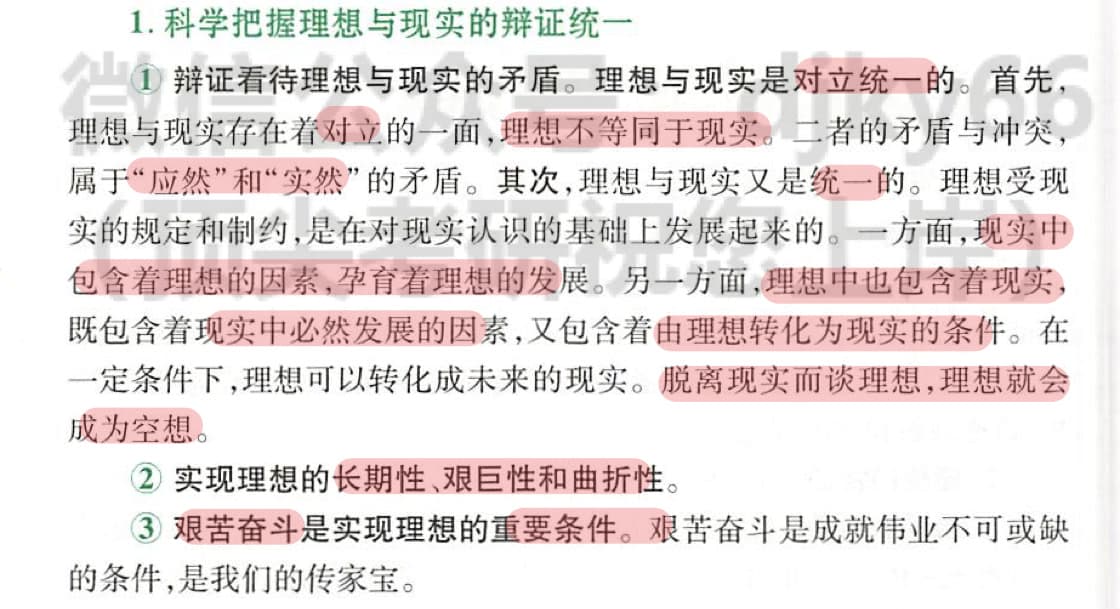 1. 科学把握理想与现实的辩证统一
① 辩证看待理想与现实的矛盾。理想与现实是对立统一的。首先,
理想与现实存在着对立的一面,理想不等同于现实。二者的矛盾与冲突,
属于“应然”和“实然”的矛盾。其次,理想与现实又是统一的。理想受现
实的规定和制约,是在对现实认识的基础上发展起来的。一方面,现实中
包含着理想的因素,孕育着理想的发展。另一方面,理想中也包含着现实,
既包含着现实中必然发展的因素,又包含着由理想转化为现实的条件。在
一定条件下,理想可以转化成未来的现实。脱离现实而谈理想,理想就会
成为空想。
② 实现理想的长期性、艰巨性和曲折性。
③ 艰苦奋斗是实现理想的重要条件。艰苦奋斗是成就伟业不可或缺
的条件,是我们的传家宝。
微信公众号 djky66
(顶尖考研祝您上岸)